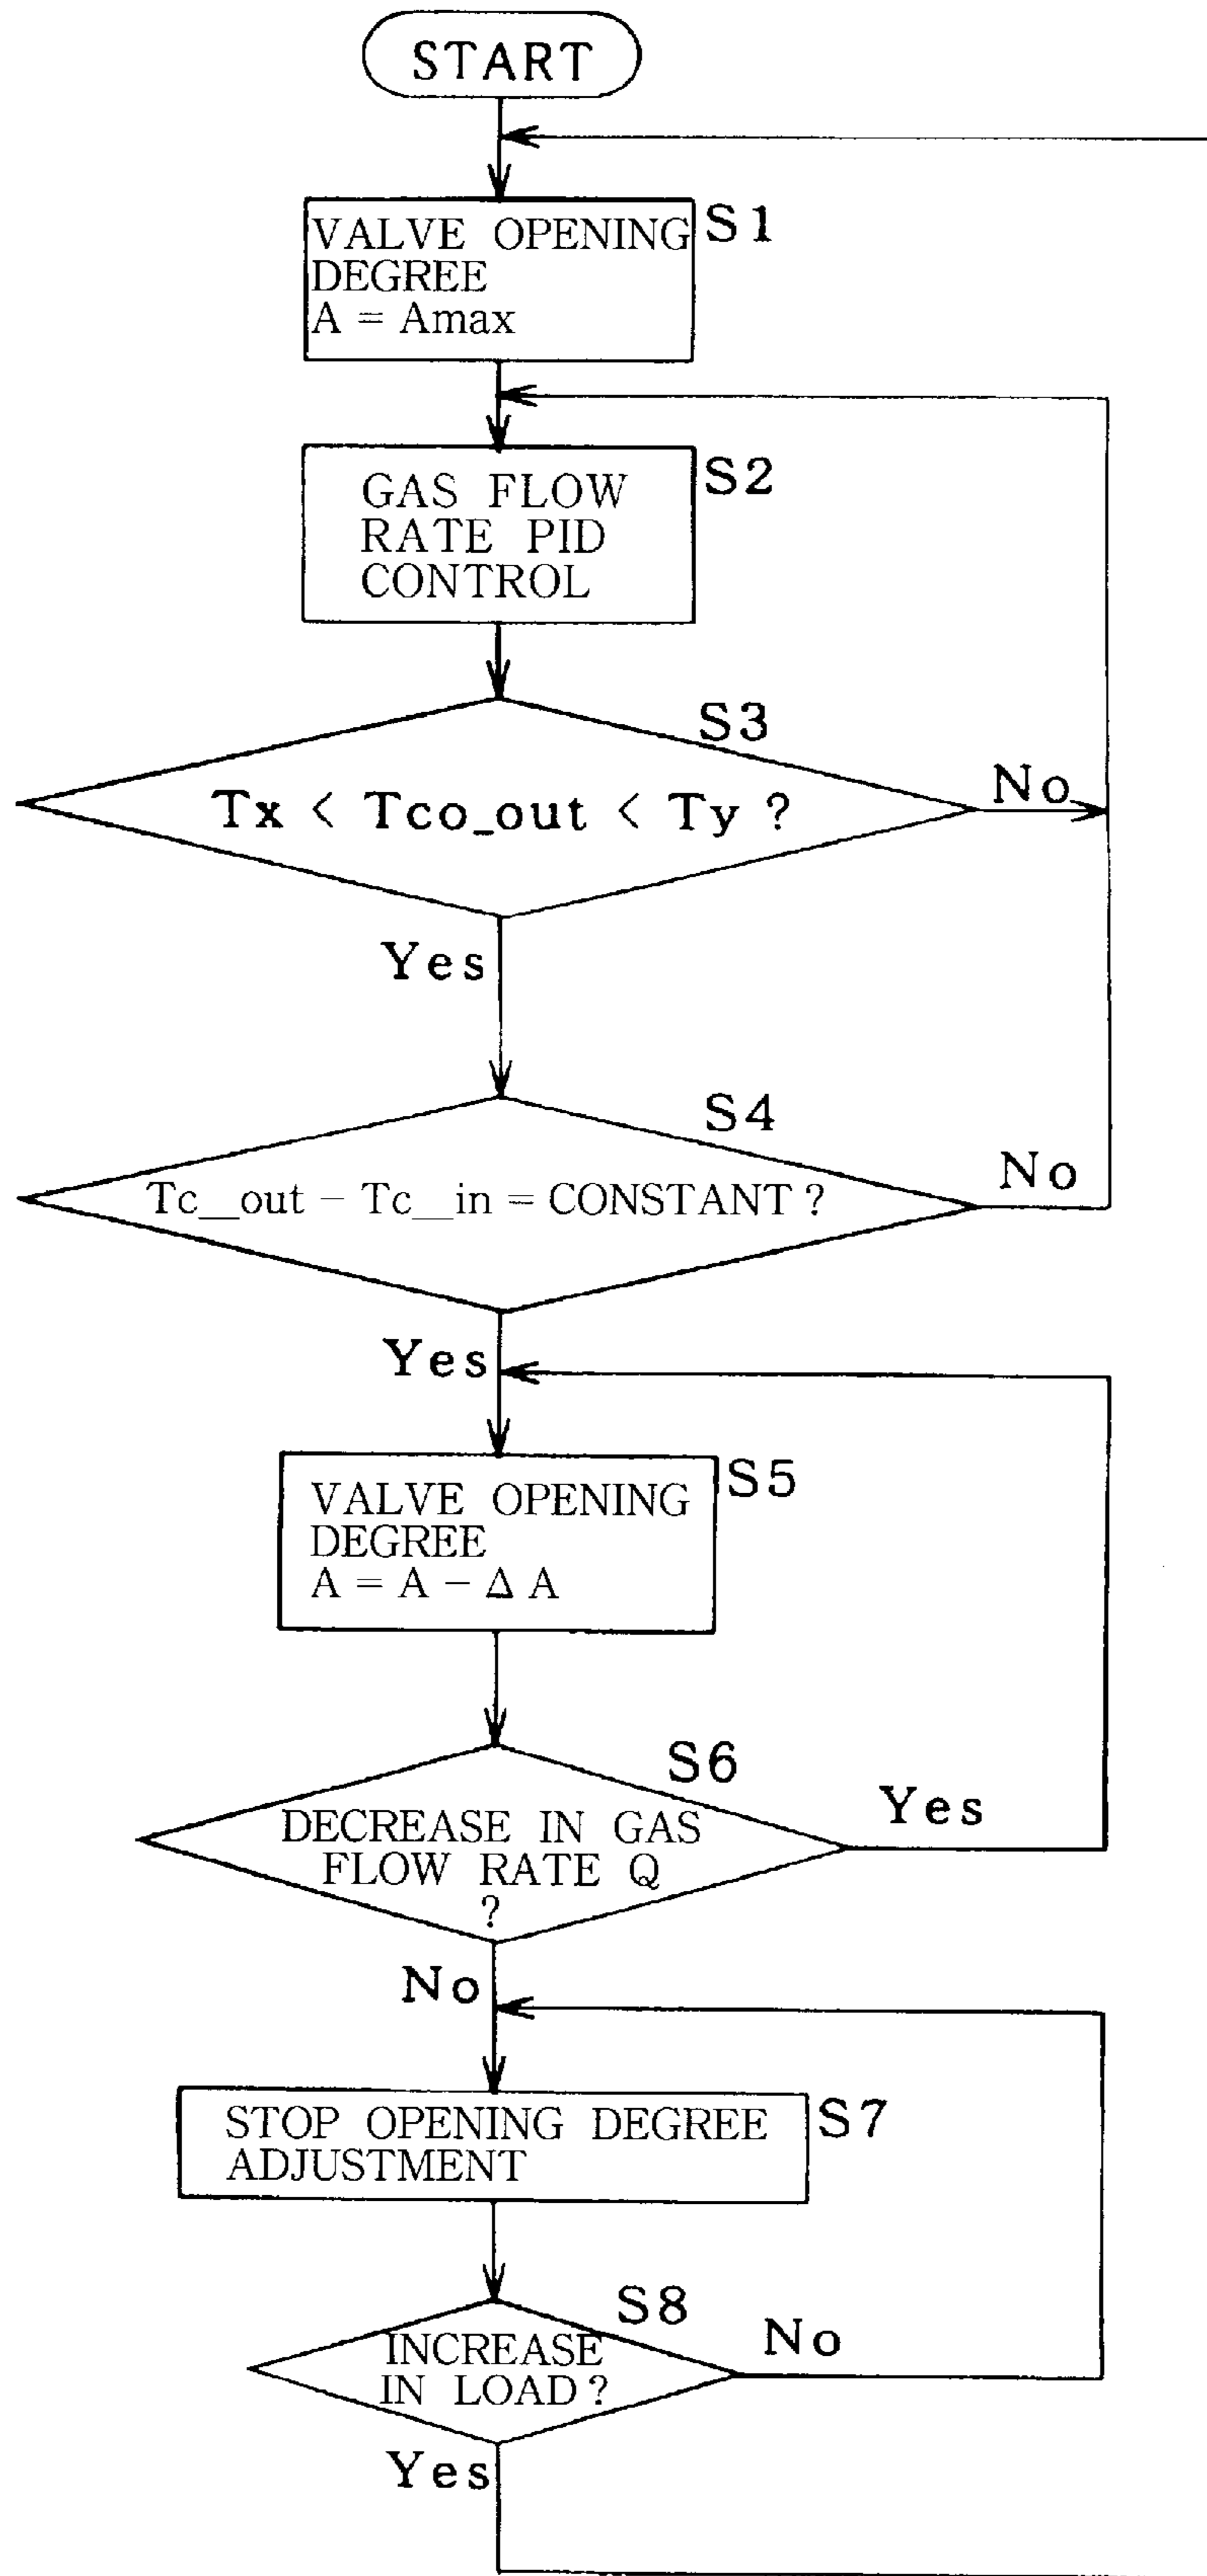 START
VALVE OPENING
DEGREE
A = Amax
S1
GAS FLOW
RATE PID
CONTROL
S2
S3
Tx < Tco_out < Ty ?
No
Yes
S4
Tc__out - Tc__in = CONSTANT ?
No
Yes
VALVE OPENING
DEGREE
A = A - Δ A
S5
S6
DECREASE IN GAS
FLOW RATE Q
?
Yes
No
STOP OPENING DEGREE
ADJUSTMENT
S7
S8
INCREASE
IN LOAD ?
No
Yes